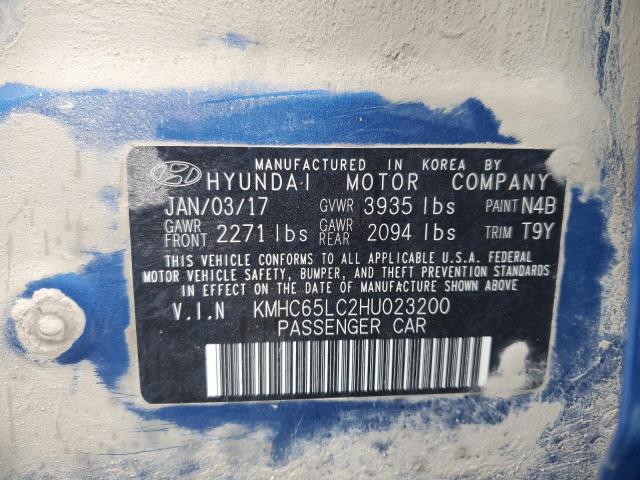 MANUFACTURED IN KOREA BY
HYUNDAI MOTOR COMPANY
JAN/03/17 GVWR 3935 lbs PAINT N4B
GAWR FRONT 2271 lbs GAWR REAR 2094 lbs TRIM T9Y
THIS VEHICLE CONFORMS TO ALL APPLICABLE U.S.A. FEDERAL
MOTOR VEHICLE SAFETY, BUMPER, AND THEFT PREVENTION STANDARDS
IN EFFECT ON THE DATE OF MANUFACTURE SHOWN ABOVE
V.I.N KMHC65LC2HU023200
PASSENGER CAR